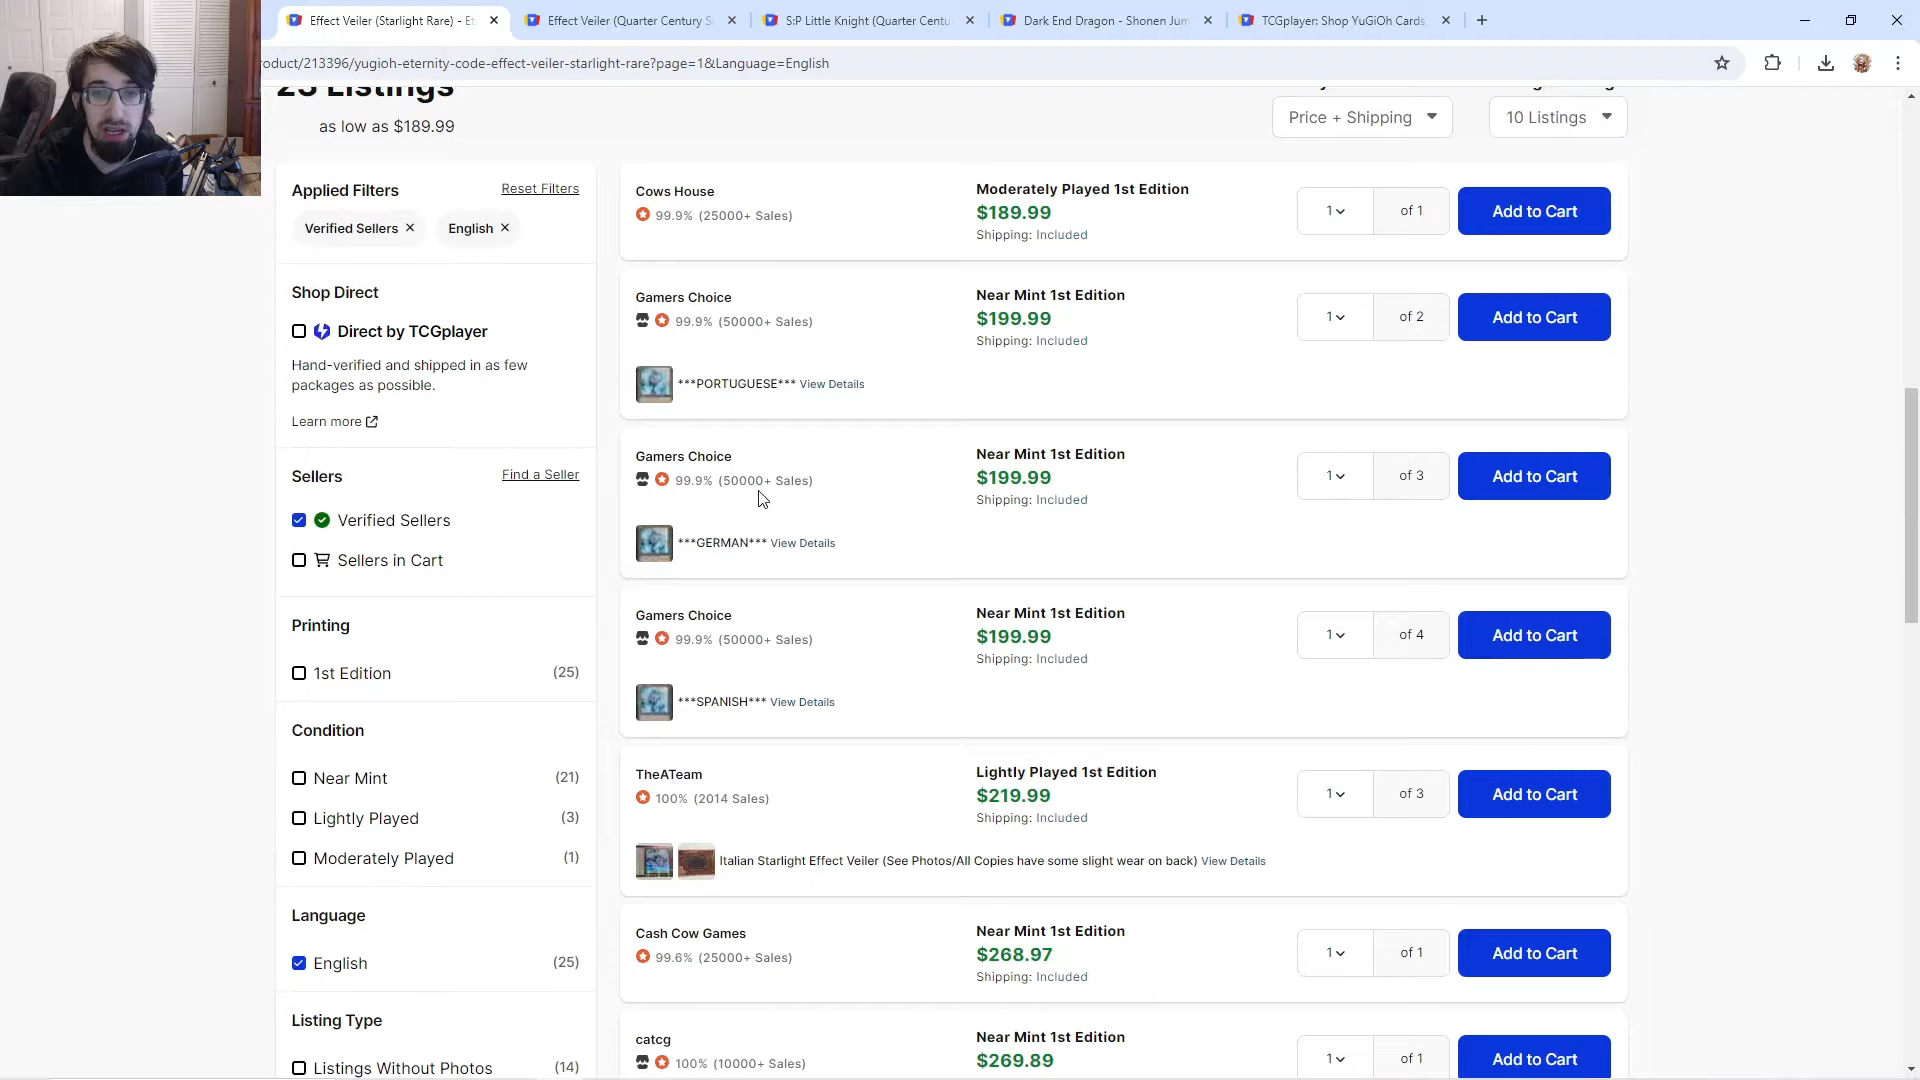 Effect Veiler (Starlight Rare) - Et
Effect Veiler (Quarter Century S
S:P Little Knight (Quarter Centu
Dark End Dragon - Shonen Jum
TCGplayer: Shop YuGiOh Cards,
oduct/213396/yugioh-eternity-code-effect-veiler-starlight-rare?page=1&Language=English
25 Listings
as low as $189.99
Price + Shipping
10 Listings
Applied Filters
Reset Filters
Verified Sellers ×
English ×
Shop Direct
Direct by TCGplayer
Hand-verified and shipped in as few
packages as possible.
Learn more
Sellers
Find a Seller
Verified Sellers
Sellers in Cart
Printing
1st Edition (25)
Condition
Near Mint (21)
Lightly Played (3)
Moderately Played (1)
Language
English (25)
Listing Type
Listings Without Photos (14)
Cows House
99.9% (25000+ Sales)
Moderately Played 1st Edition
$189.99
Shipping: Included
1 of 1
Add to Cart
Gamers Choice
99.9% (50000+ Sales)
Near Mint 1st Edition
$199.99
Shipping: Included
1 of 2
Add to Cart
***PORTUGUESE*** View Details
Gamers Choice
99.9% (50000+ Sales)
Near Mint 1st Edition
$199.99
Shipping: Included
1 of 3
Add to Cart
***GERMAN*** View Details
Gamers Choice
99.9% (50000+ Sales)
Near Mint 1st Edition
$199.99
Shipping: Included
1 of 4
Add to Cart
***SPANISH*** View Details
TheATeam
100% (2014 Sales)
Lightly Played 1st Edition
$219.99
Shipping: Included
1 of 3
Add to Cart
Italian Starlight Effect Veiler (See Photos/All Copies have some slight wear on back) View Details
Cash Cow Games
99.6% (25000+ Sales)
Near Mint 1st Edition
$268.97
Shipping: Included
1 of 1
Add to Cart
catcg
100% (10000+ Sales)
Near Mint 1st Edition
$269.89
1 of 1
Add to Cart